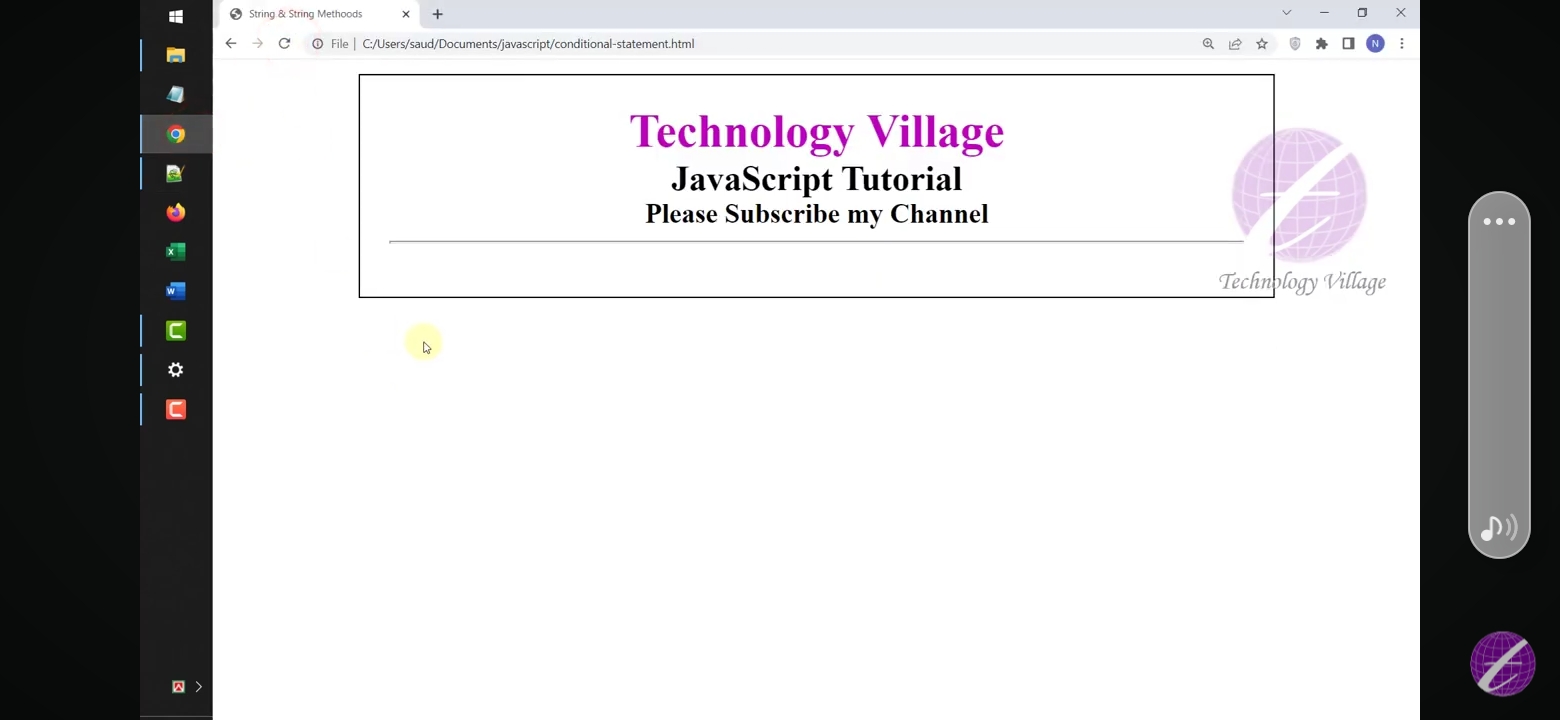 String & String Methoods
File
C:/Users/saud/Documents/javascript/conditional-statement.html
N
Technology Village
JavaScript Tutorial
Please Subscribe my Channel
Technology Village